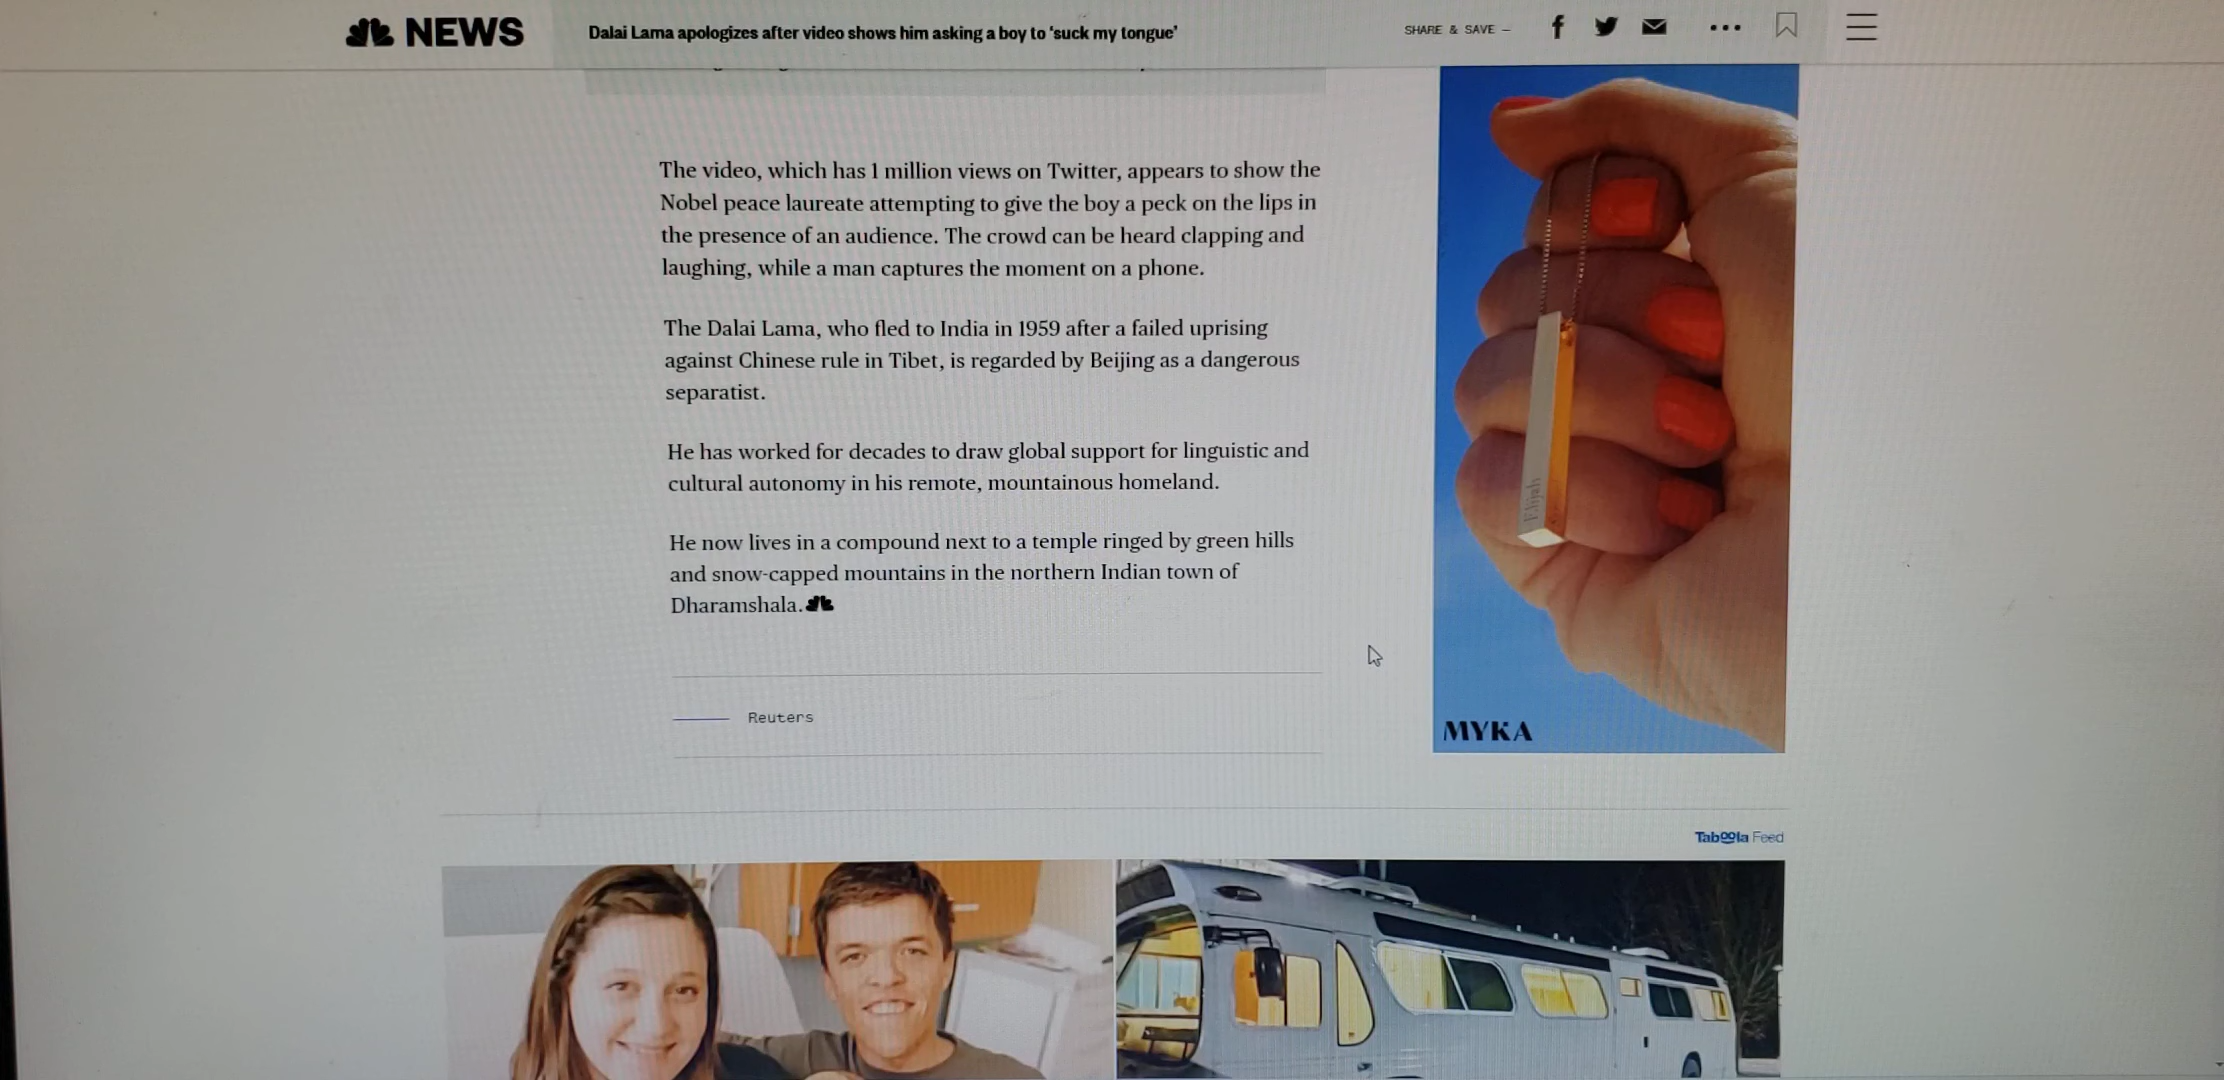 NEWS
Dalai Lama apologizes after video shows him asking a boy to 'suck my tongue'
SHARE & SAVE —
The video, which has 1 million views on Twitter, appears to show the
Nobel peace laureate attempting to give the boy a peck on the lips in
the presence of an audience. The crowd can be heard clapping and
laughing, while a man captures the moment on a phone.
The Dalai Lama, who fled to India in 1959 after a failed uprising
against Chinese rule in Tibet, is regarded by Beijing as a dangerous
separatist.
He has worked for decades to draw global support for linguistic and
cultural autonomy in his remote, mountainous homeland.
He now lives in a compound next to a temple ringed by green hills
and snow-capped mountains in the northern Indian town of
Dharamshala.
Reuters
Elijah
MYKA
Taboola Feed